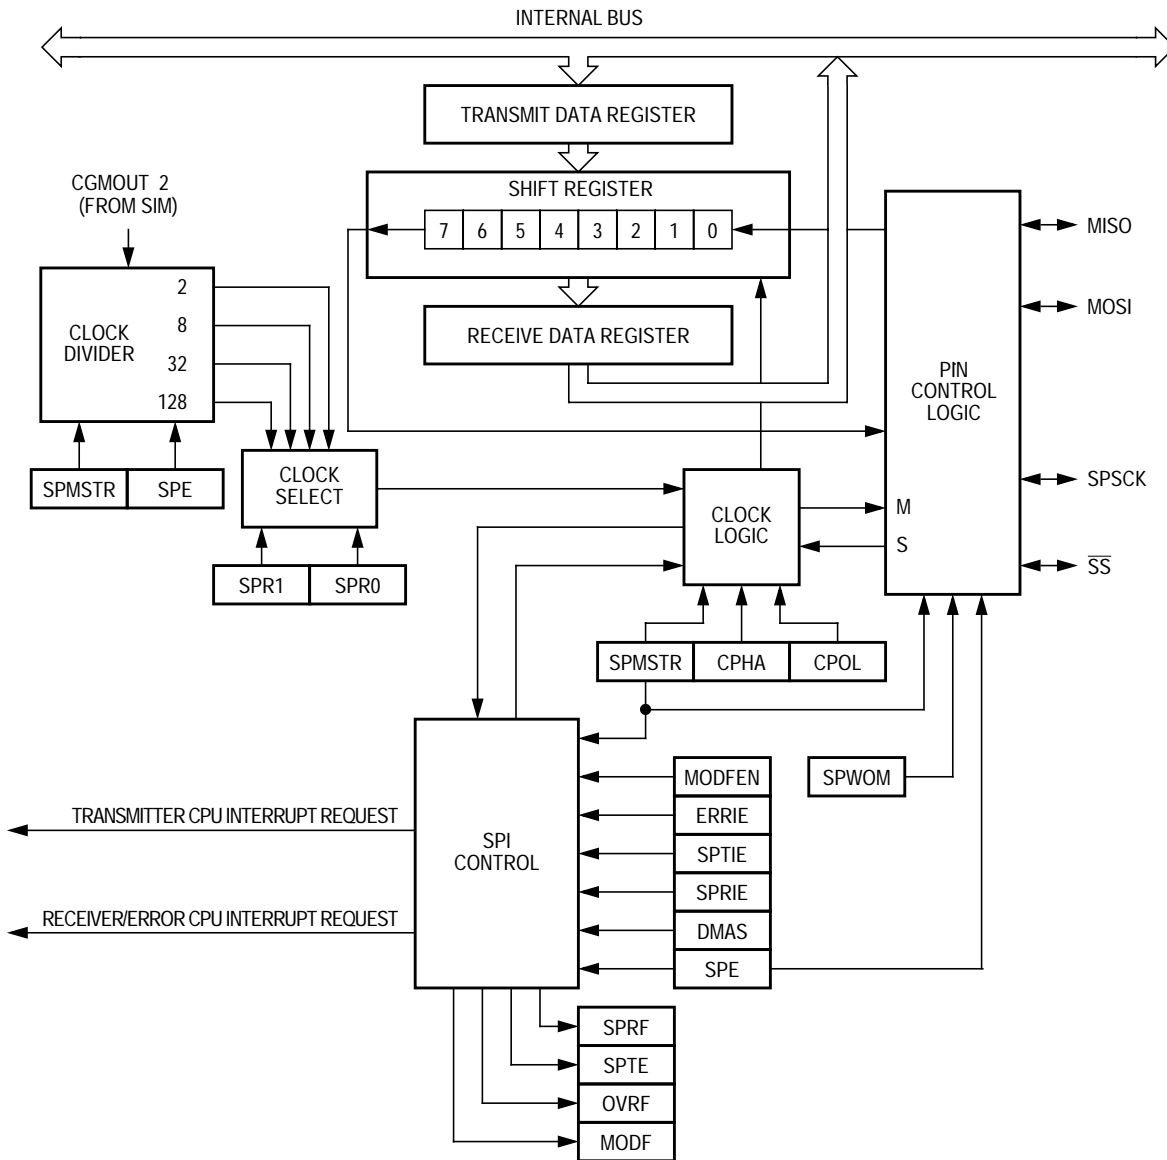 INTERNAL BUS
TRANSMIT DATA REGISTER
CGMOUT 2
(FROM SIM)
SHIFT REGISTER
7 6 5 4 3 2 1 0
MISO
CLOCK
DIVIDER
2
8
32
128
RECEIVE DATA REGISTER
MOSI
PIN
CONTROL
LOGIC
SPMSTR SPE
CLOCK
SELECT
CLOCK
LOGIC
M
S
SPSCK
SS
SPR1 SPR0
SPMSTR CPHA CPOL
MODFEN
ERRIE
SPTIE
SPRIE
DMAS
SPE
SPWOM
TRANSMITTER CPU INTERRUPT REQUEST
SPI
CONTROL
RECEIVER/ERROR CPU INTERRUPT REQUEST
SPRF
SPTE
OVRF
MODF